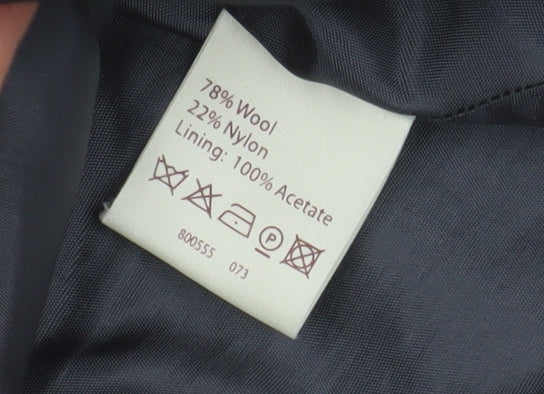 78% Wool
22% Nylon
Lining: 100% Acetate
P
B00555 073